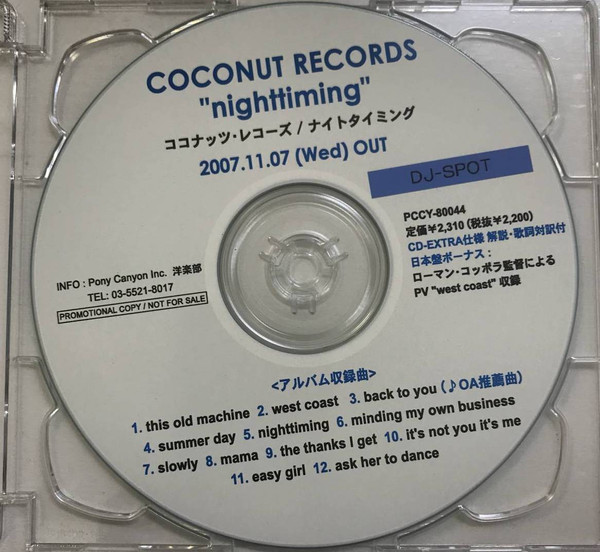 COCONUT RECORDS
"nighttiming"
ココナッツ・レコーズ / ナイトタイミング
2007.11.07 (Wed) OUT
DJ-SPOT
PCCY-80044
定価¥2,310 (税抜¥2,200)
CD-EXTRA仕様 解説・歌詞対訳付
日本盤ボーナス :
ローマン・コッポラ監督による
PV "west coast" 収録
INFO : Pony Canyon Inc. 洋楽部
TEL: 03-5521-8017
PROMOTIONAL COPY / NOT FOR SALE
<アルバム収録曲>
1. this old machine 2. west coast 3. back to you (♪OA推薦曲)
4. summer day 5. nighttiming 6. minding my own business
7. slowly 8. mama 9. the thanks I get 10. it's not you it's me
11. easy girl 12. ask her to dance